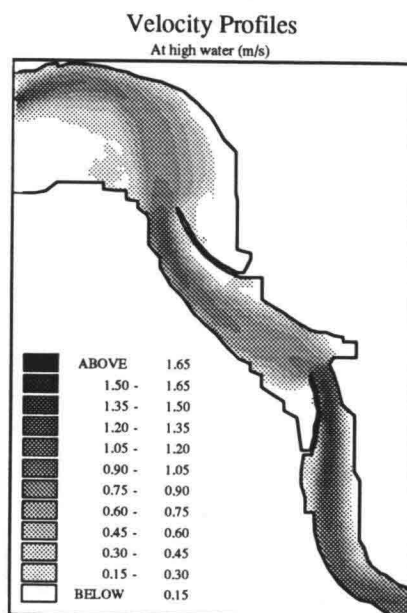 Velocity Profiles
At high water (m/s)
ABOVE 1.65
1.50 - 1.65
1.35 - 1.50
1.20 - 1.35
1.05 - 1.20
0.90 - 1.05
0.75 - 0.90
0.60 - 0.75
0.45 - 0.60
0.30 - 0.45
0.15 - 0.30
BELOW 0.15